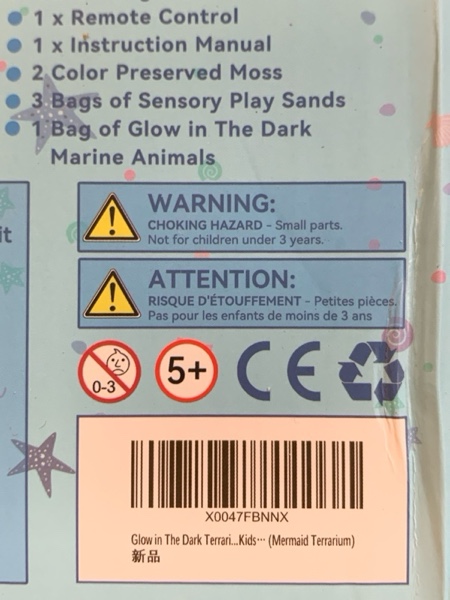 1 x Remote Control
1 x Instruction Manual
2 Color Preserved Moss
3 Bags of Sensory Play Sands
1 Bag of Glow in The Dark
Marine Animals
it
WARNING:
CHOKING HAZARD - Small parts.
Not for children under 3 years.
ATTENTION:
RISQUE D'ÉTOUFFEMENT - Petites pièces.
Pas pour les enfants de moins de 3 ans
0-3
5+
CE
X0047FBNNX
Glow in The Dark Terrari...Kids… (Mermaid Terrarium)
新品